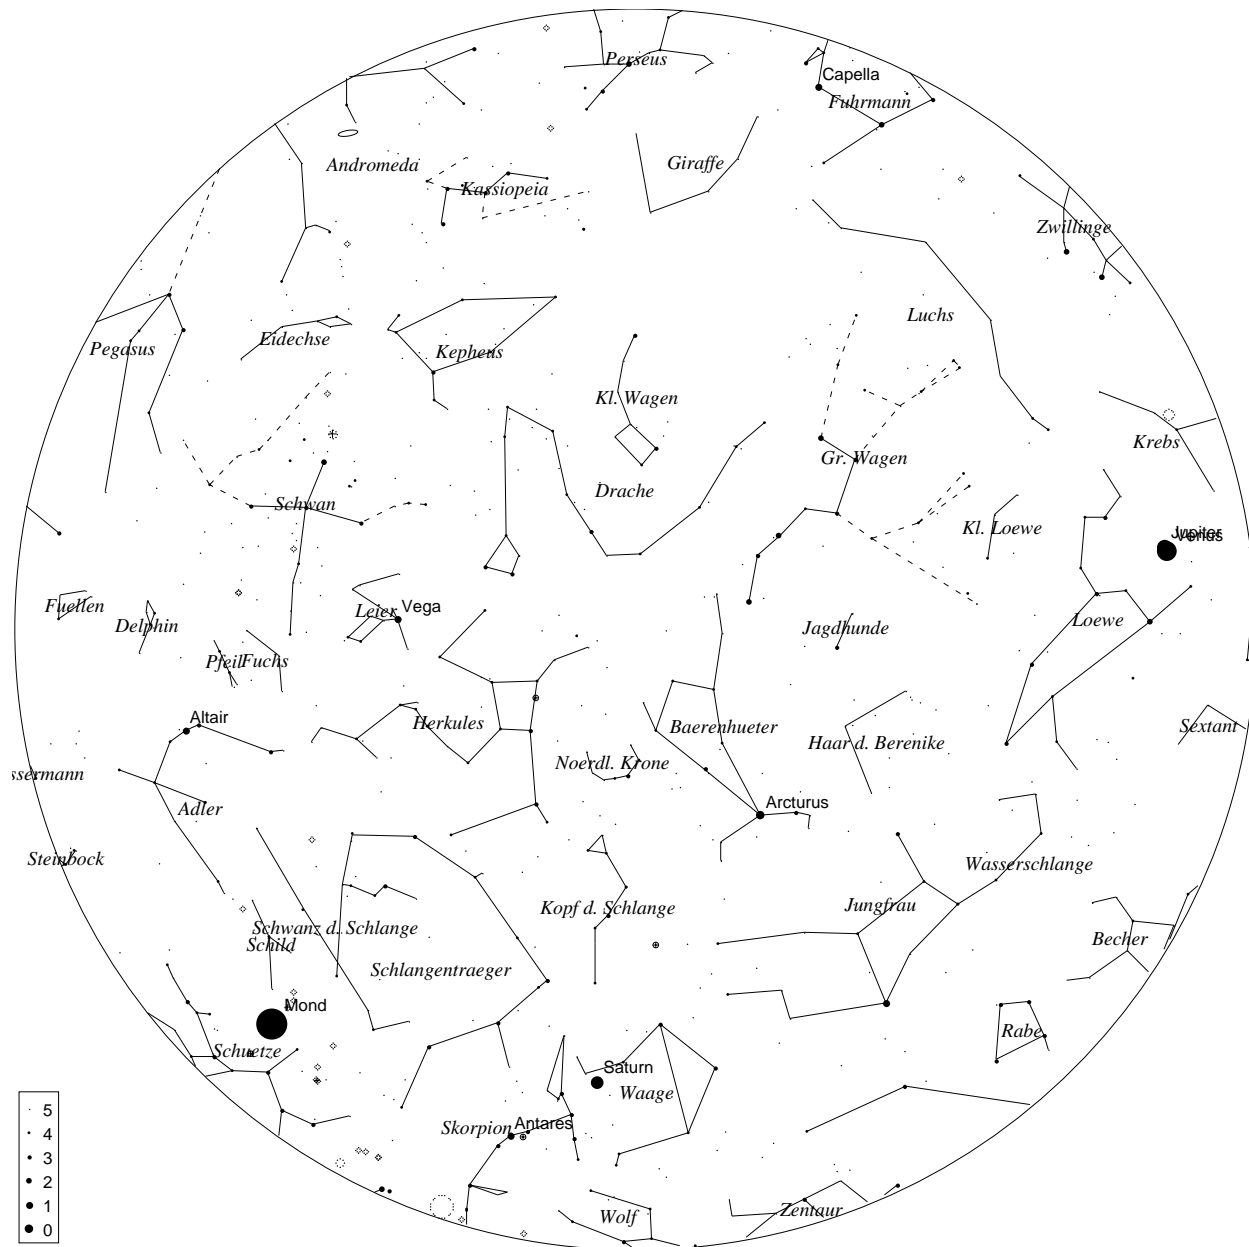 Perseus
Capella
Fuhrmann
Andromeda
Giraffe
Kassiopeia
Zwillinge
Luchs
Eidechse
Pegasus
Kepheus
Kl. Wagen
Krebs
Gr. Wagen
Drache
Schwan
Kl. Loewe
Jupiter
Venus
Fuellen
Leier
Vega
Delphin
Loewe
Jagdhunde
Pfeil
Fuchs
Altair
Herkules
Baerenhueter
Sextant
Haar d. Berenike
Noerdl. Krone
ssermann
Arcturus
Adler
Steinbock
Wasserschlange
Jungfrau
Kopf d. Schlange
Schwanz d. Schlange
Schild
Becher
Schlangentraeger
Mond
Rabe
Schuetze
Saturn
Waage
Antares
Skorpion
Wolf
Zentaur
5
4
3
2
1
0